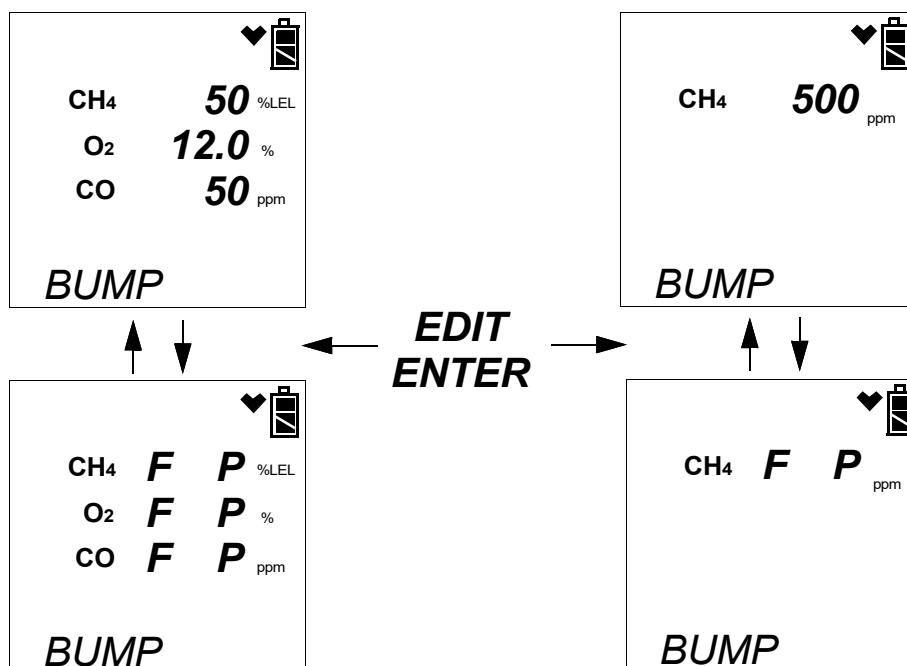 CH4 50 %LEL
O2 12.0 %
CO 50 ppm
BUMP
CH4 500 ppm
BUMP
EDIT
ENTER
CH4 F P %LEL
O2 F P %
CO F P ppm
BUMP
CH4 F P ppm
BUMP